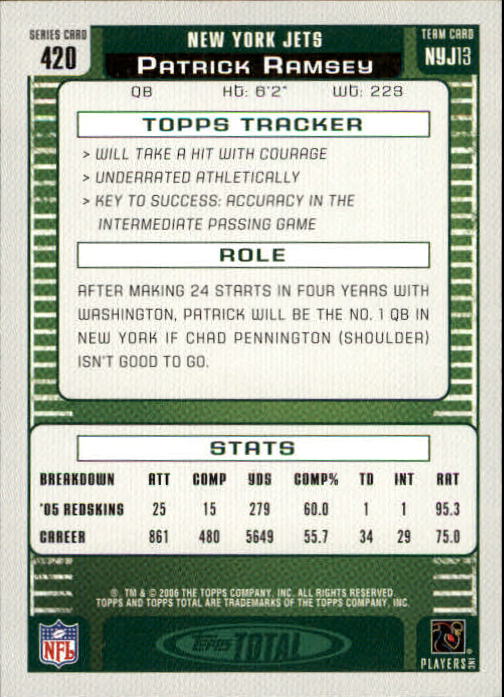 SERIES CARD
420
NEW YORK JETS
PATRICK RAMSEY
TEAM CARD
NYJ13
QB Ht: 6'2" Wt: 223
TOPPS TRACKER
> WILL TAKE A HIT WITH COURAGE
> UNDERRATED ATHLETICALLY
> KEY TO SUCCESS: ACCURACY IN THE
INTERMEDIATE PASSING GAME
ROLE
AFTER MAKING 24 STARTS IN FOUR YEARS WITH
WASHINGTON, PATRICK WILL BE THE NO. 1 QB IN
NEW YORK IF CHAD PENNINGTON (SHOULDER)
ISN'T GOOD TO GO.
STATS
BREAKDOWN ATT COMP YDS COMP% TD INT RAT
'05 REDSKINS 25 15 279 60.0 1 1 95.3
CAREER 861 480 5649 55.7 34 29 75.0
®, TM & © 2006 THE TOPPS COMPANY, INC. ALL RIGHTS RESERVED.
TOPPS AND TOPPS TOTAL ARE TRADEMARKS OF THE TOPPS COMPANY, INC.
NFL
TOPPS TOTAL
PLAYERS INC